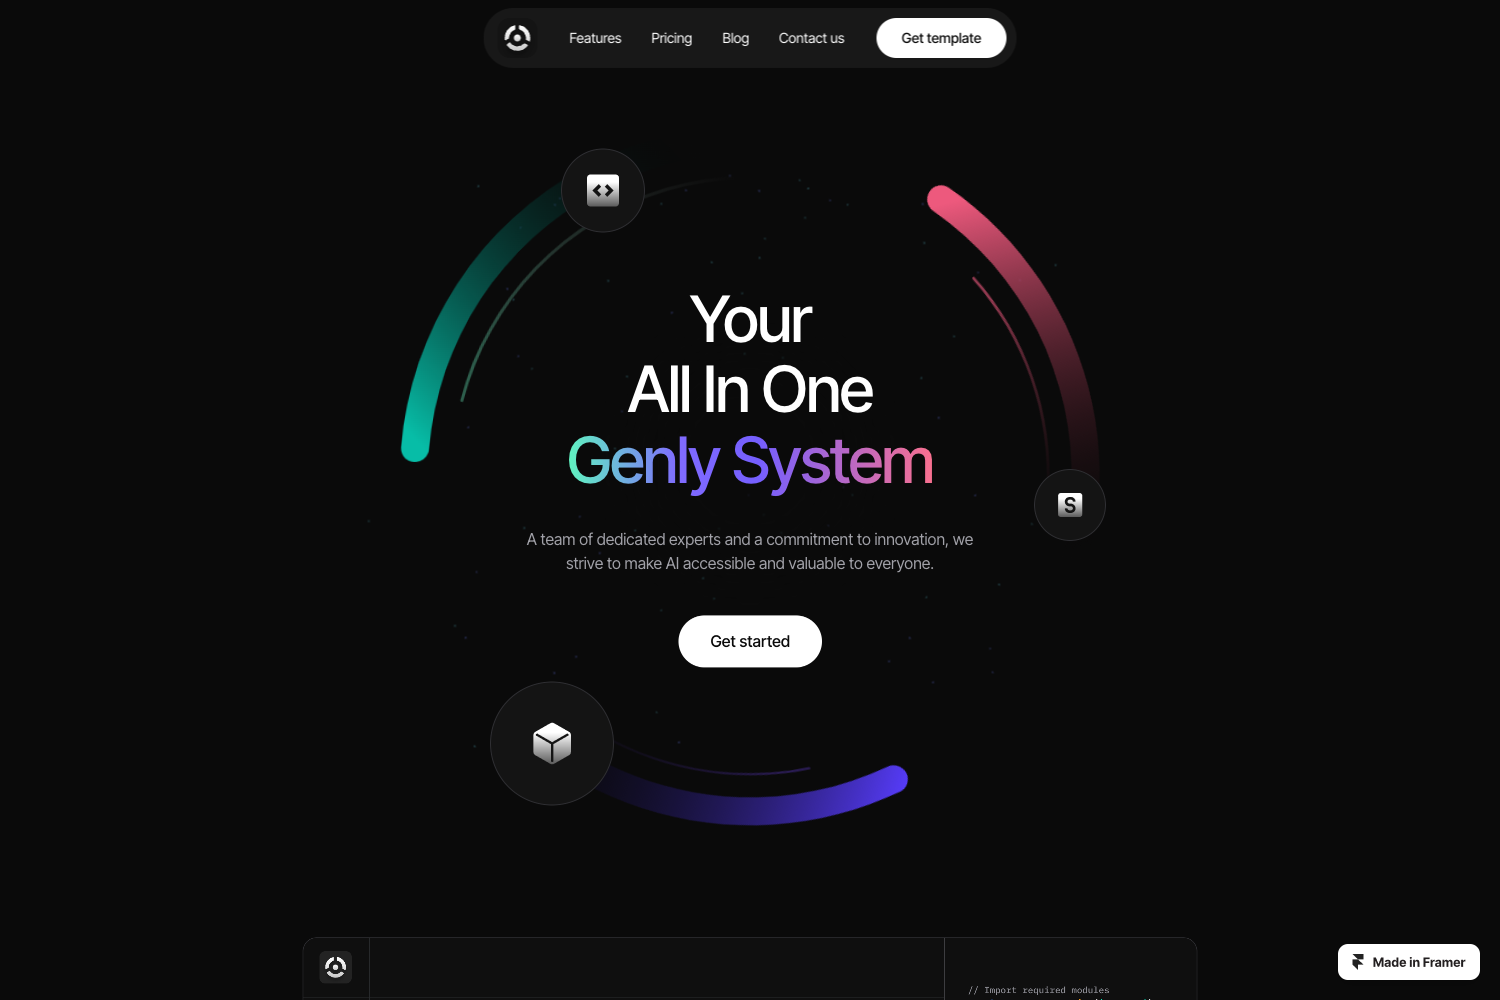 Features
Pricing
Blog
Contact us
Get template
Your
All In One
Genly System
S
A team of dedicated experts and a commitment to innovation, we
strive to make AI accessible and valuable to everyone.
Get started
Made in Framer
// Import required modules